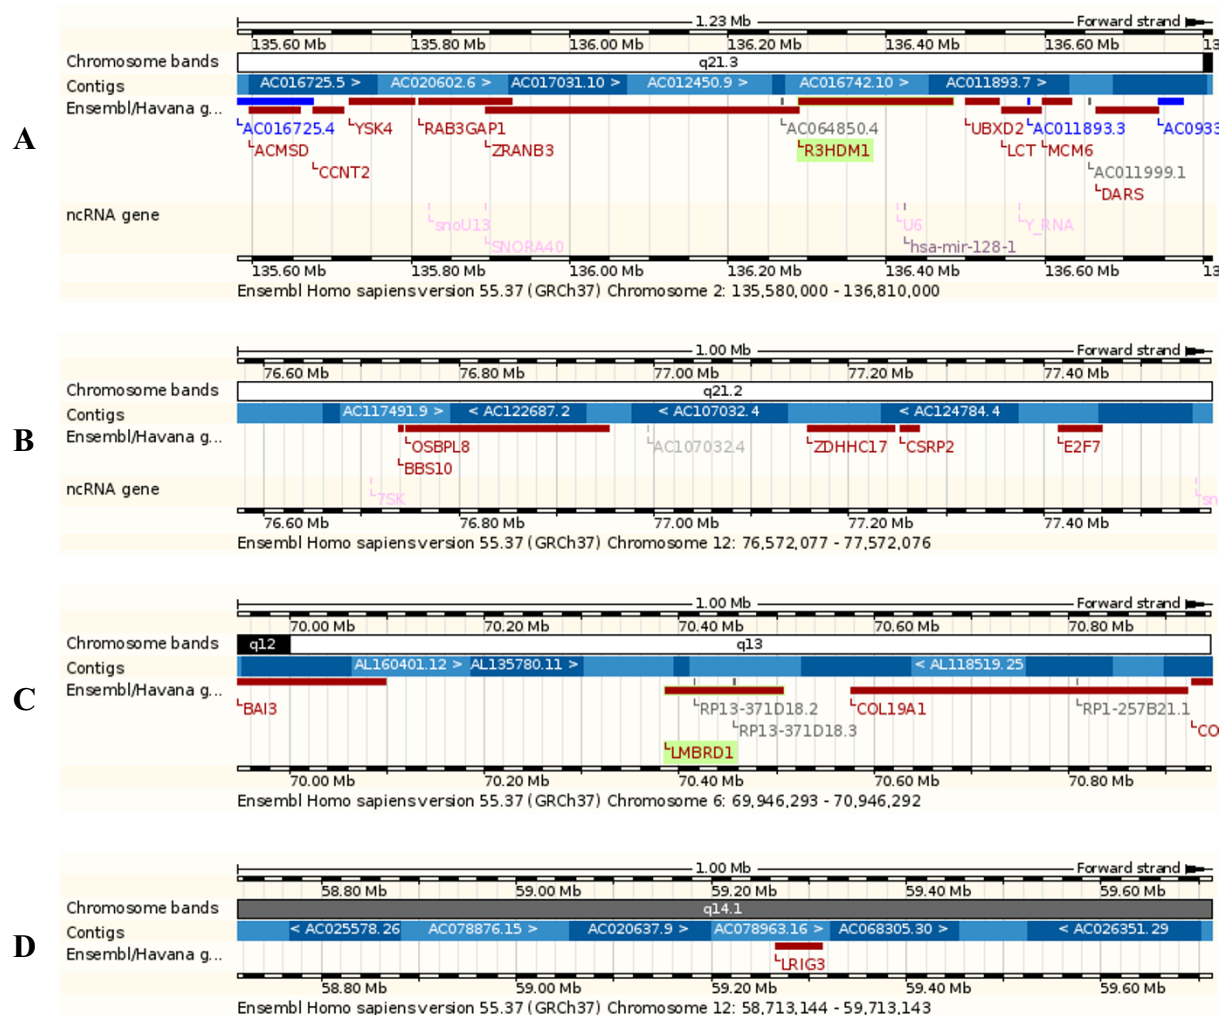 A
1.23 Mb Forward strand
135.60 Mb 135.80 Mb 136.00 Mb 136.20 Mb 136.40 Mb 136.60 Mb 13
Chromosome bands q21.3
Contigs AC016725.5 > AC020602.6 > AC017031.10 > AC012450.9 > AC016742.10 > AC011893.7 >
Ensembl/Havana g...
AC016725.4 YSK4 RAB3GAP1 AC064850.4 UBXD2 AC011893.3 AC0933
ACMSD ZRANB3 R3HDM1 LCT MCM6
CCNT2 AC011999.1
DARS
ncRNA gene
snoU13 U6 Y_RNA
SNORA40 hsa-mir-128-1
135.60 Mb 135.80 Mb 136.00 Mb 136.20 Mb 136.40 Mb 136.60 Mb 13
Ensembl Homo sapiens version 55.37 (GRCh37) Chromosome 2: 135,580,000 - 136,810,000
B
1.00 Mb Forward strand
76.60 Mb 76.80 Mb 77.00 Mb 77.20 Mb 77.40 Mb
Chromosome bands q21.2
Contigs AC117491.9 > < AC122687.2 < AC107032.4 < AC124784.4
Ensembl/Havana g...
OSBPL8 AC107032.4 ZDHHC17 CSRP2 E2F7
BBS10
ncRNA gene
7SK sn
76.60 Mb 76.80 Mb 77.00 Mb 77.20 Mb 77.40 Mb
Ensembl Homo sapiens version 55.37 (GRCh37) Chromosome 12: 76,572,077 - 77,572,076
C
1.00 Mb Forward strand
70.00 Mb 70.20 Mb 70.40 Mb 70.60 Mb 70.80 Mb
Chromosome bands q12 q13
Contigs AL160401.12 > AL135780.11 > < AL118519.25
Ensembl/Havana g...
BAI3 RP13-371D18.2 COL19A1 RP1-257B21.1
RP13-371D18.3 CO
LMBRD1
70.00 Mb 70.20 Mb 70.40 Mb 70.60 Mb 70.80 Mb
Ensembl Homo sapiens version 55.37 (GRCh37) Chromosome 6: 69,946,293 - 70,946,292
D
1.00 Mb Forward strand
58.80 Mb 59.00 Mb 59.20 Mb 59.40 Mb 59.60 Mb
Chromosome bands q14.1
Contigs < AC025578.26 AC078876.15 > AC020637.9 > AC078963.16 > AC068305.30 > < AC026351.29
Ensembl/Havana g...
LRIG3
58.80 Mb 59.00 Mb 59.20 Mb 59.40 Mb 59.60 Mb
Ensembl Homo sapiens version 55.37 (GRCh37) Chromosome 12: 58,713,144 - 59,713,143